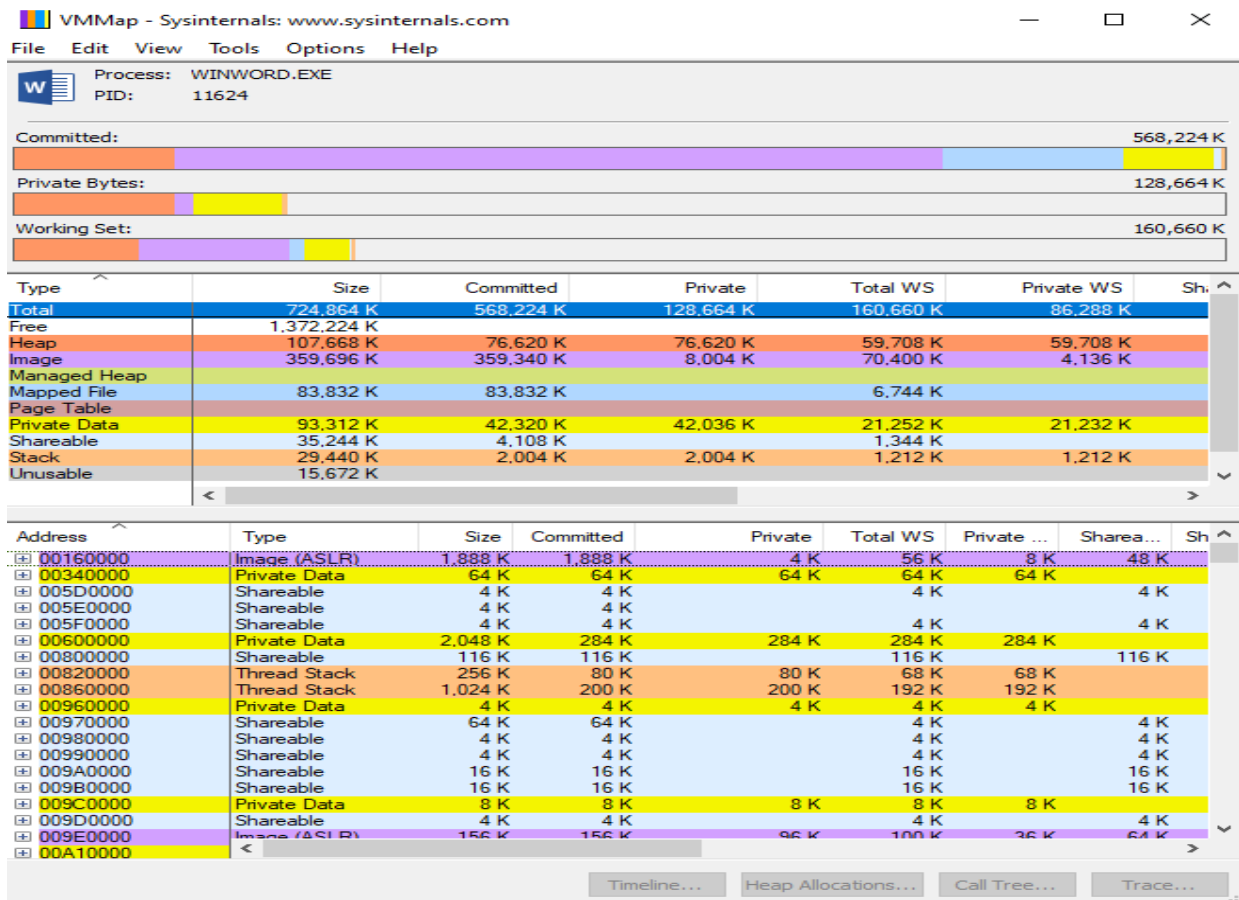 VMMap - Sysinternals: www.sysinternals.com
File Edit View Tools Options Help
W
Process: WINWORD.EXE
PID: 11624
Committed: 568,224 K
Private Bytes: 128,664 K
Working Set: 160,660 K
Type Size Committed Private Total WS Private WS Sh
Total 724,864 K 568,224 K 128,664 K 160,660 K 86,288 K
Free 1,372,224 K
Heap 107,668 K 76,620 K 76,620 K 59,708 K 59,708 K
Image 359,696 K 359,340 K 8,004 K 70,400 K 4,136 K
Managed Heap
Mapped File 83,832 K 83,832 K 6,744 K
Page Table
Private Data 93,312 K 42,320 K 42,036 K 21,252 K 21,232 K
Shareable 35,244 K 4,108 K 1,344 K
Stack 29,440 K 2,004 K 2,004 K 1,212 K 1,212 K
Unusable 15,672 K
Address Type Size Committed Private Total WS Private ... Sharea... Sh
00160000 Image (ASLR) 1,888 K 1,888 K 4 K 56 K 8 K 48 K
00340000 Private Data 64 K 64 K 64 K 64 K 64 K
005D0000 Shareable 4 K 4 K 4 K 4 K
005E0000 Shareable 4 K 4 K
005F0000 Shareable 4 K 4 K 4 K 4 K
00600000 Private Data 2,048 K 284 K 284 K 284 K 284 K
00800000 Shareable 116 K 116 K 116 K 116 K
00820000 Thread Stack 256 K 80 K 80 K 68 K 68 K
00860000 Thread Stack 1,024 K 200 K 200 K 192 K 192 K
00960000 Private Data 4 K 4 K 4 K 4 K 4 K
00970000 Shareable 64 K 64 K 4 K 4 K
00980000 Shareable 4 K 4 K 4 K 4 K
00990000 Shareable 4 K 4 K 4 K 4 K
009A0000 Shareable 16 K 16 K 16 K 16 K
009B0000 Shareable 16 K 16 K 16 K 16 K
009C0000 Private Data 8 K 8 K 8 K 8 K 8 K
009D0000 Shareable 4 K 4 K 4 K 4 K
009E0000 Image (ASLR) 156 K 156 K 96 K 100 K 36 K 64 K
00A10000
Timeline... Heap Allocations... Call Tree... Trace...